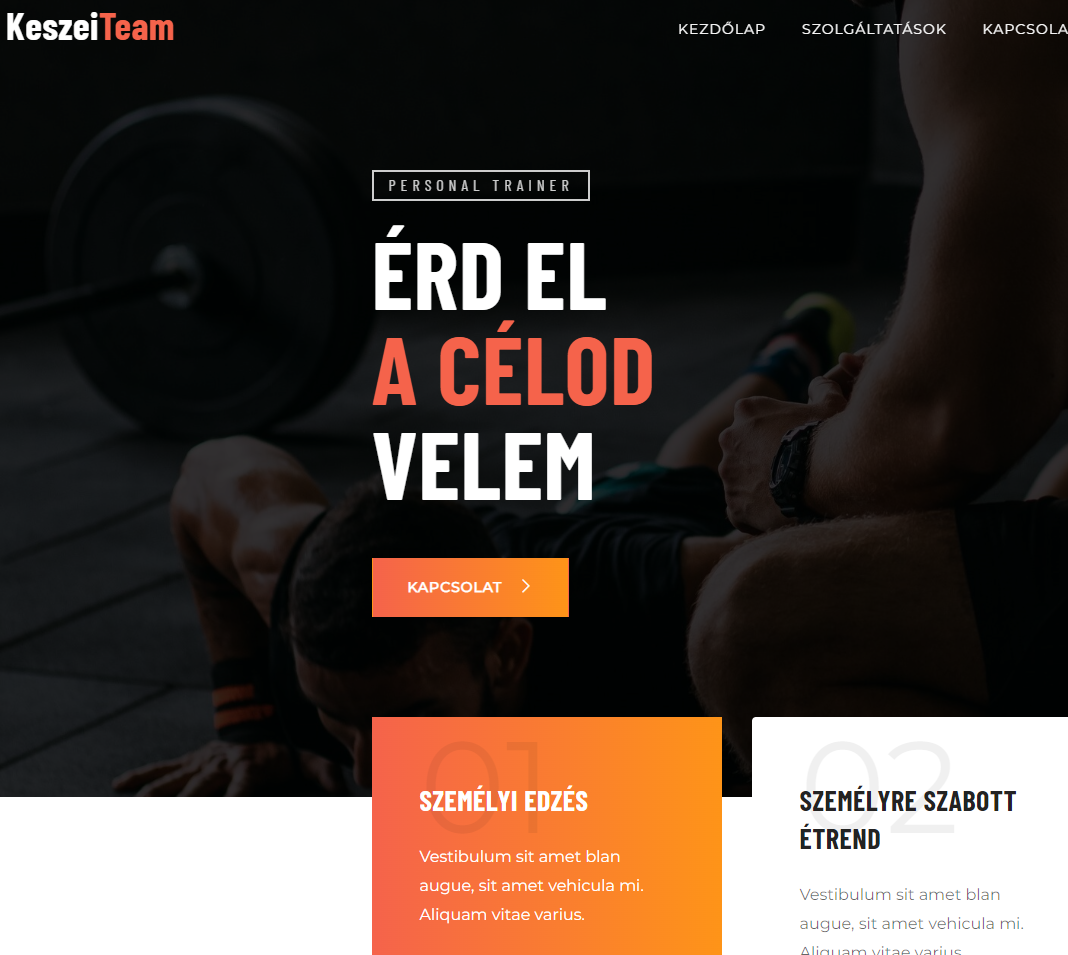 KeszeiTeam
KEZDŐLAP SZOLGÁLTATÁSOK KAPCSOLA
PERSONAL TRAINER
ÉRD EL
A CÉLOD
VELEM
KAPCSOLAT
01
SZEMÉLYI EDZÉS
Vestibulum sit amet blan
augue, sit amet vehicula mi.
Aliquam vitae varius.
02
SZEMÉLYRE SZABOTT
ÉTREND
Vestibulum sit amet blan
augue, sit amet vehicula mi.
Aliquam vitae varius